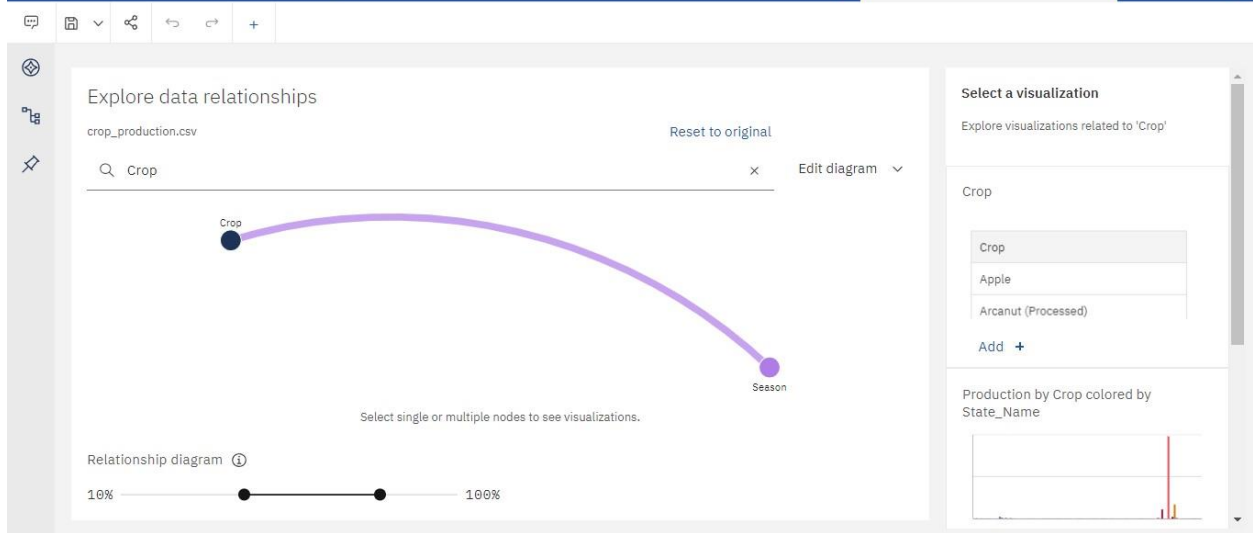 Explore data relationships
crop_production.csv
Reset to original
Crop
Edit diagram
Crop
Season
Select single or multiple nodes to see visualizations.
Relationship diagram
10%
100%
Select a visualization
Explore visualizations related to 'Crop'
Crop
Crop
Apple
Arcanut (Processed)
Add +
Production by Crop colored by
State_Name